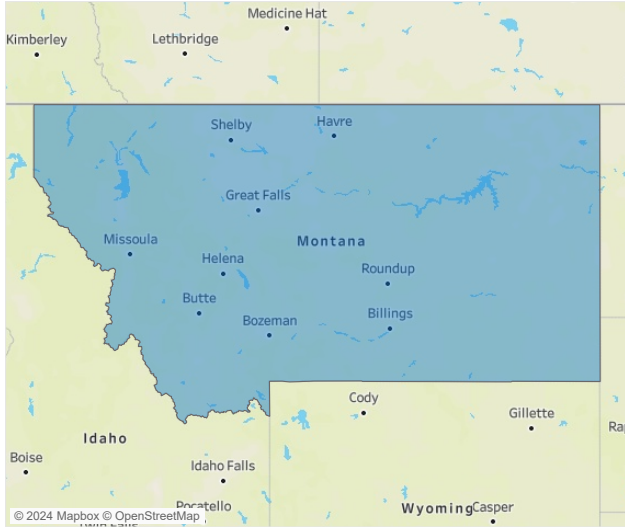 Medicine Hat
Kimberley
Lethbridge
Shelby
Havre
Great Falls
Missoula
Montana
Helena
Roundup
Butte
Billings
Bozeman
Cody
Gillette
Ra
Idaho
Boise
Idaho Falls
Pocatello
Wyoming
Casper
© 2024 Mapbox © OpenStreetMap